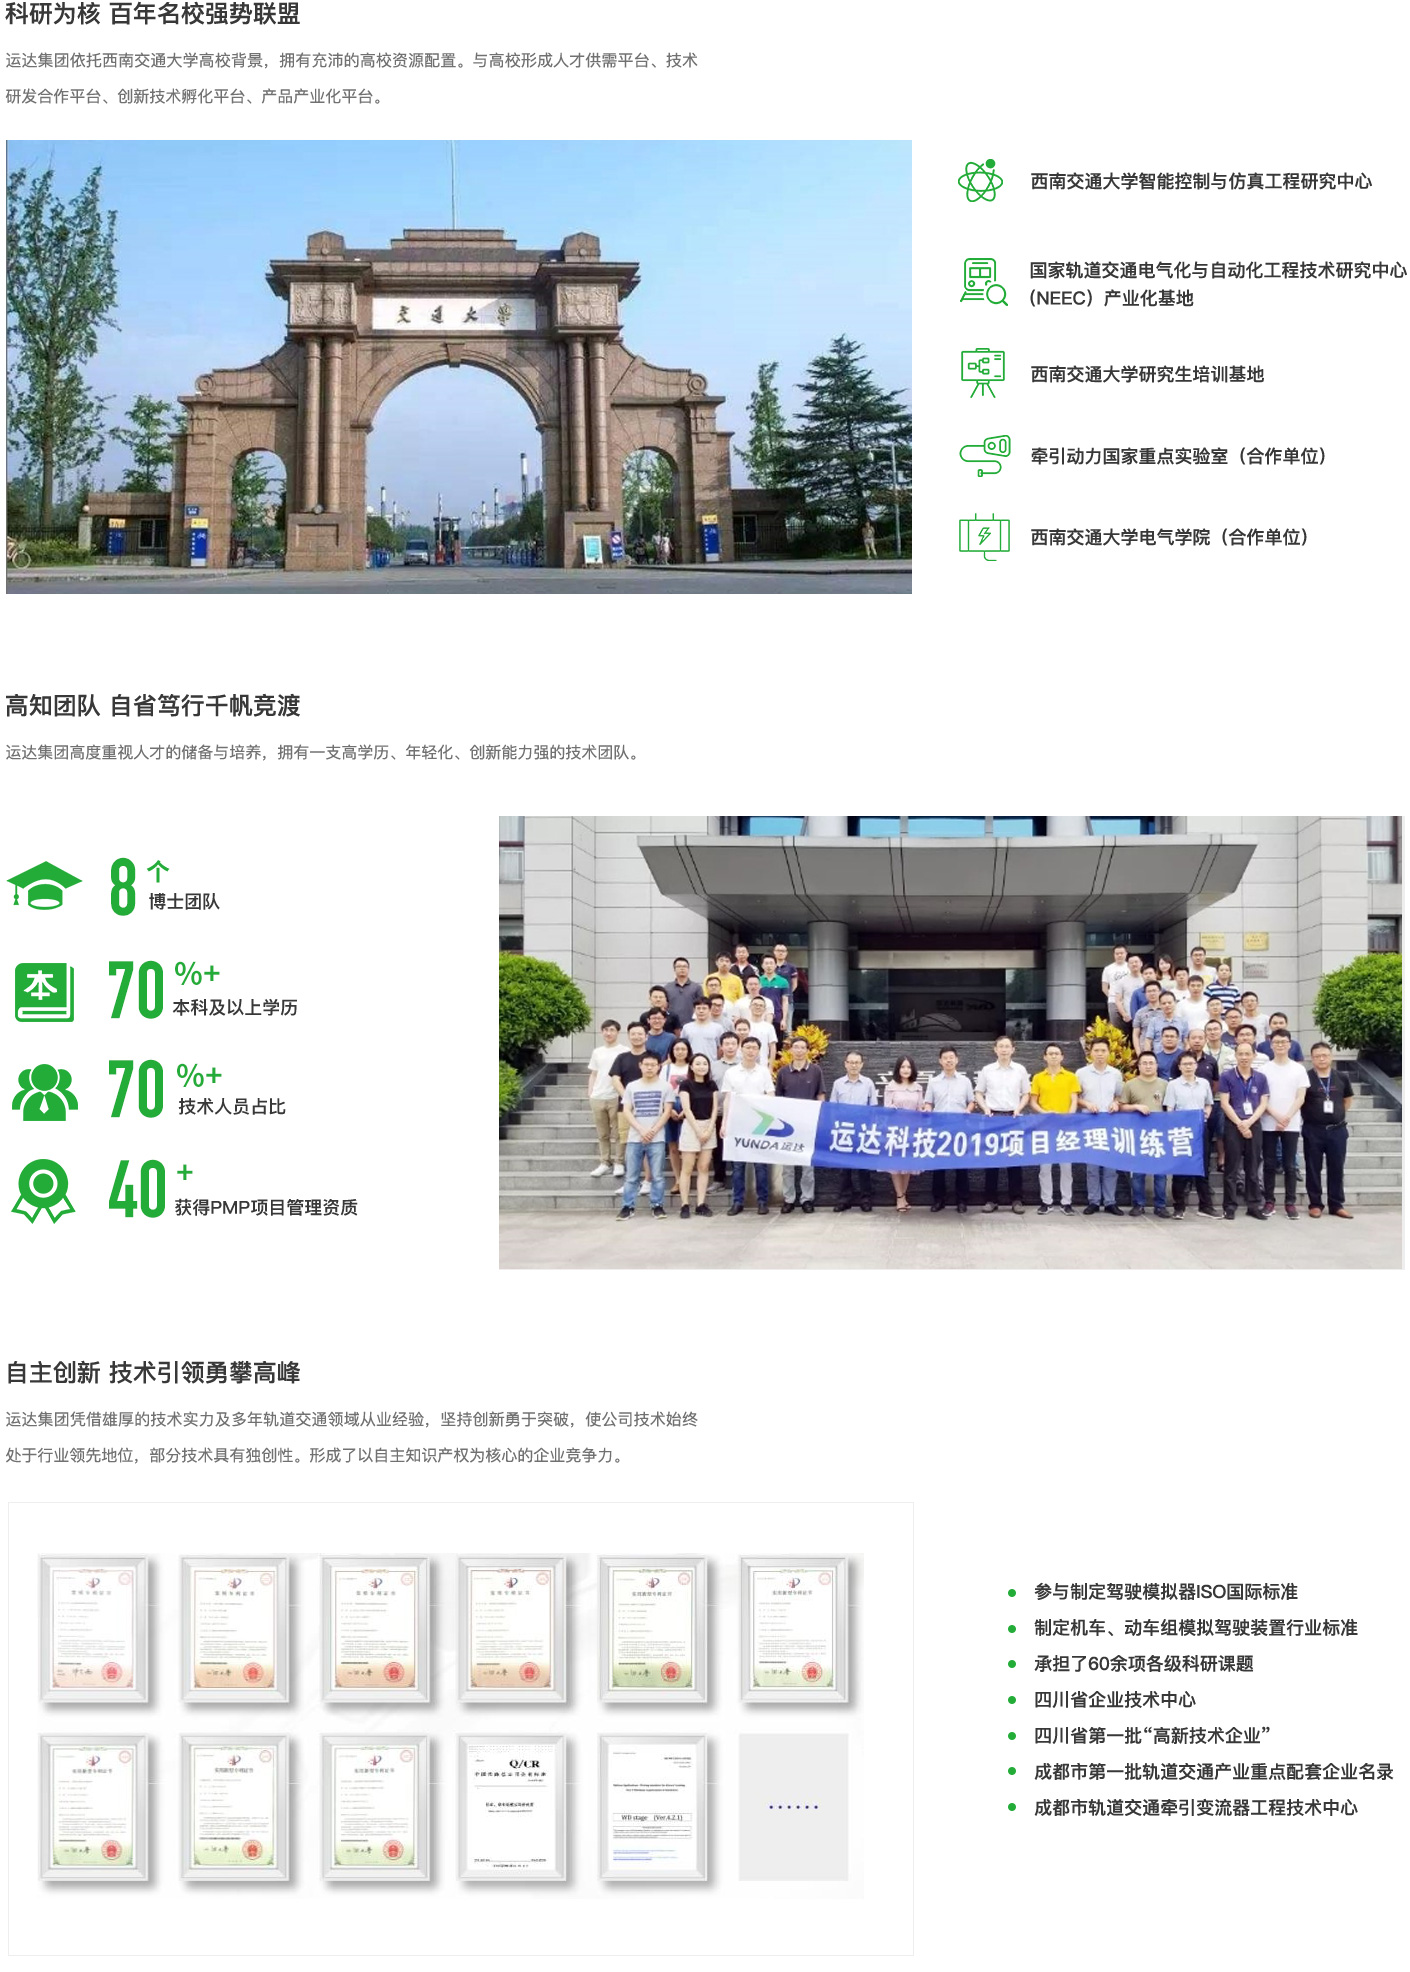 科研为核 百年名校强势联盟
运达集团依托西南交通大学高校背景，拥有充沛的高校资源配置。与高校形成人才供需平台、技术
研发合作平台、创新技术孵化平台、产品产业化平台。
交通大学
西南交通大学智能控制与仿真工程研究中心
国家轨道交通电气化与自动化工程技术研究中心
（NEEC）产业化基地
西南交通大学研究生培训基地
牵引动力国家重点实验室（合作单位）
西南交通大学电气学院（合作单位）
高知团队 自省笃行千帆竞渡
运达集团高度重视人才的储备与培养，拥有一支高学历、年轻化、创新能力强的技术团队。
8个
博士团队
本
70%+
本科及以上学历
70%+
技术人员占比
40+
获得PMP项目管理资质
YUNDA运达
运达科技2019项目经理训练营
自主创新 技术引领勇攀高峰
运达集团凭借雄厚的技术实力及多年轨道交通领域从业经验，坚持创新勇于突破，使公司技术始终
处于行业领先地位，部分技术具有独创性。形成了以自主知识产权为核心的企业竞争力。
Q/CR
WD stage (Ver.4.2.1)
······
参与制定驾驶模拟器ISO国际标准
制定机车、动车组模拟驾驶装置行业标准
承担了60余项各级科研课题
四川省企业技术中心
四川省第一批“高新技术企业”
成都市第一批轨道交通产业重点配套企业名录
成都市轨道交通牵引变流器工程技术中心